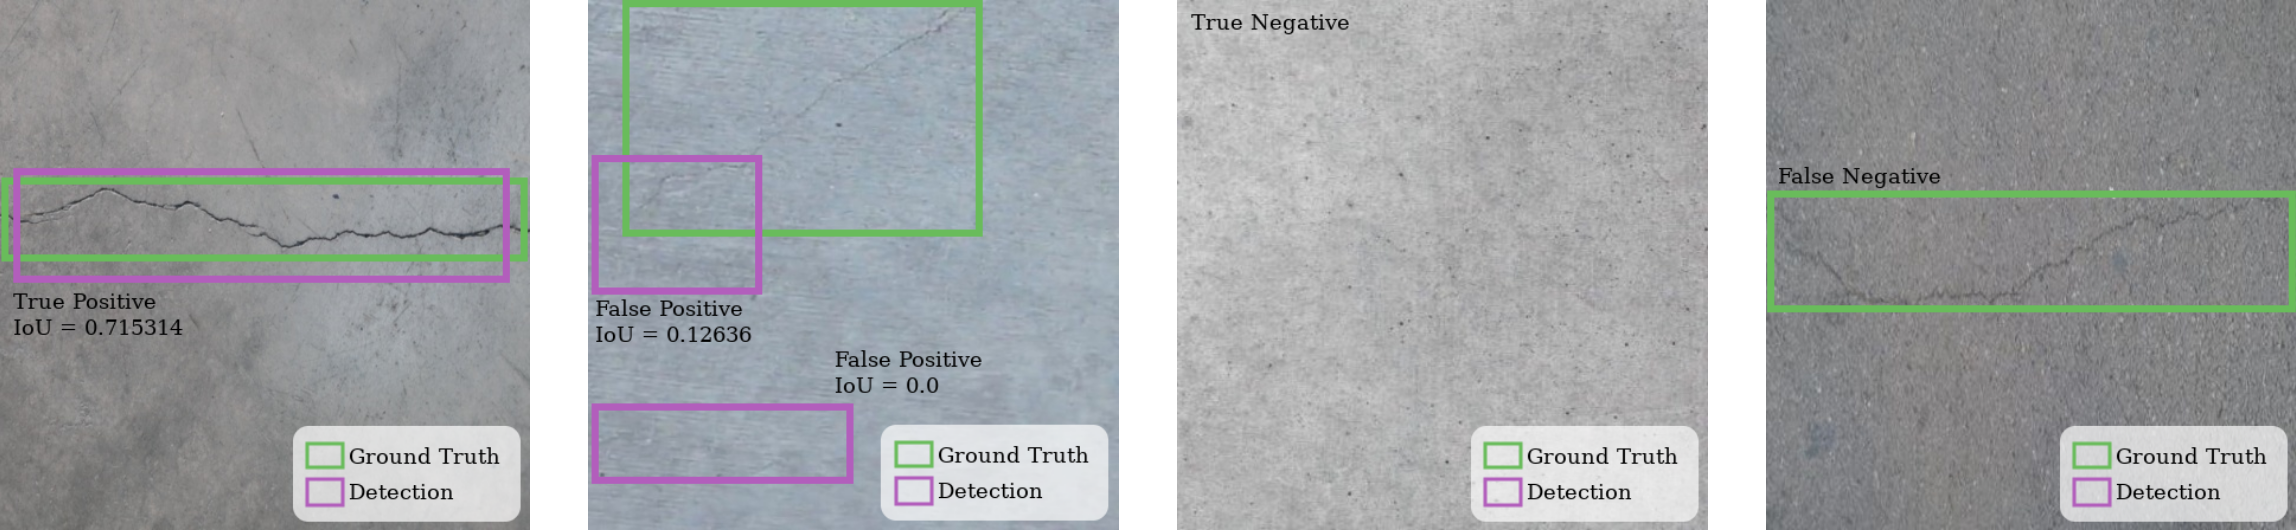 True Positive
IoU = 0.715314
Ground Truth
Detection
False Positive
IoU = 0.12636
False Positive
IoU = 0.0
Ground Truth
Detection
True Negative
Ground Truth
Detection
False Negative
Ground Truth
Detection